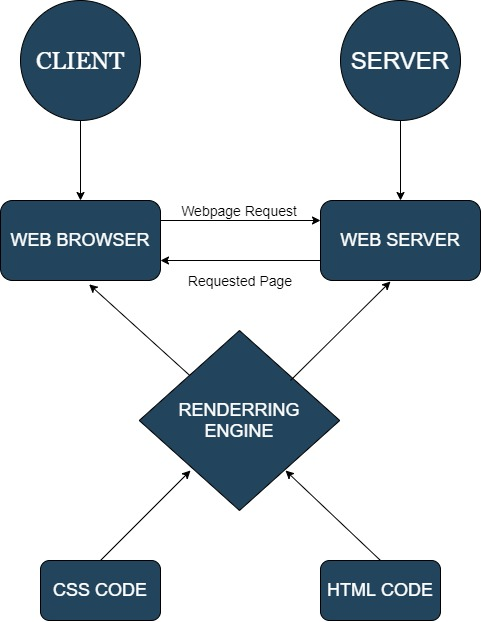 CLIENT
SERVER
Webpage Request
WEB BROWSER
WEB SERVER
Requested Page
RENDERRING
ENGINE
CSS CODE
HTML CODE